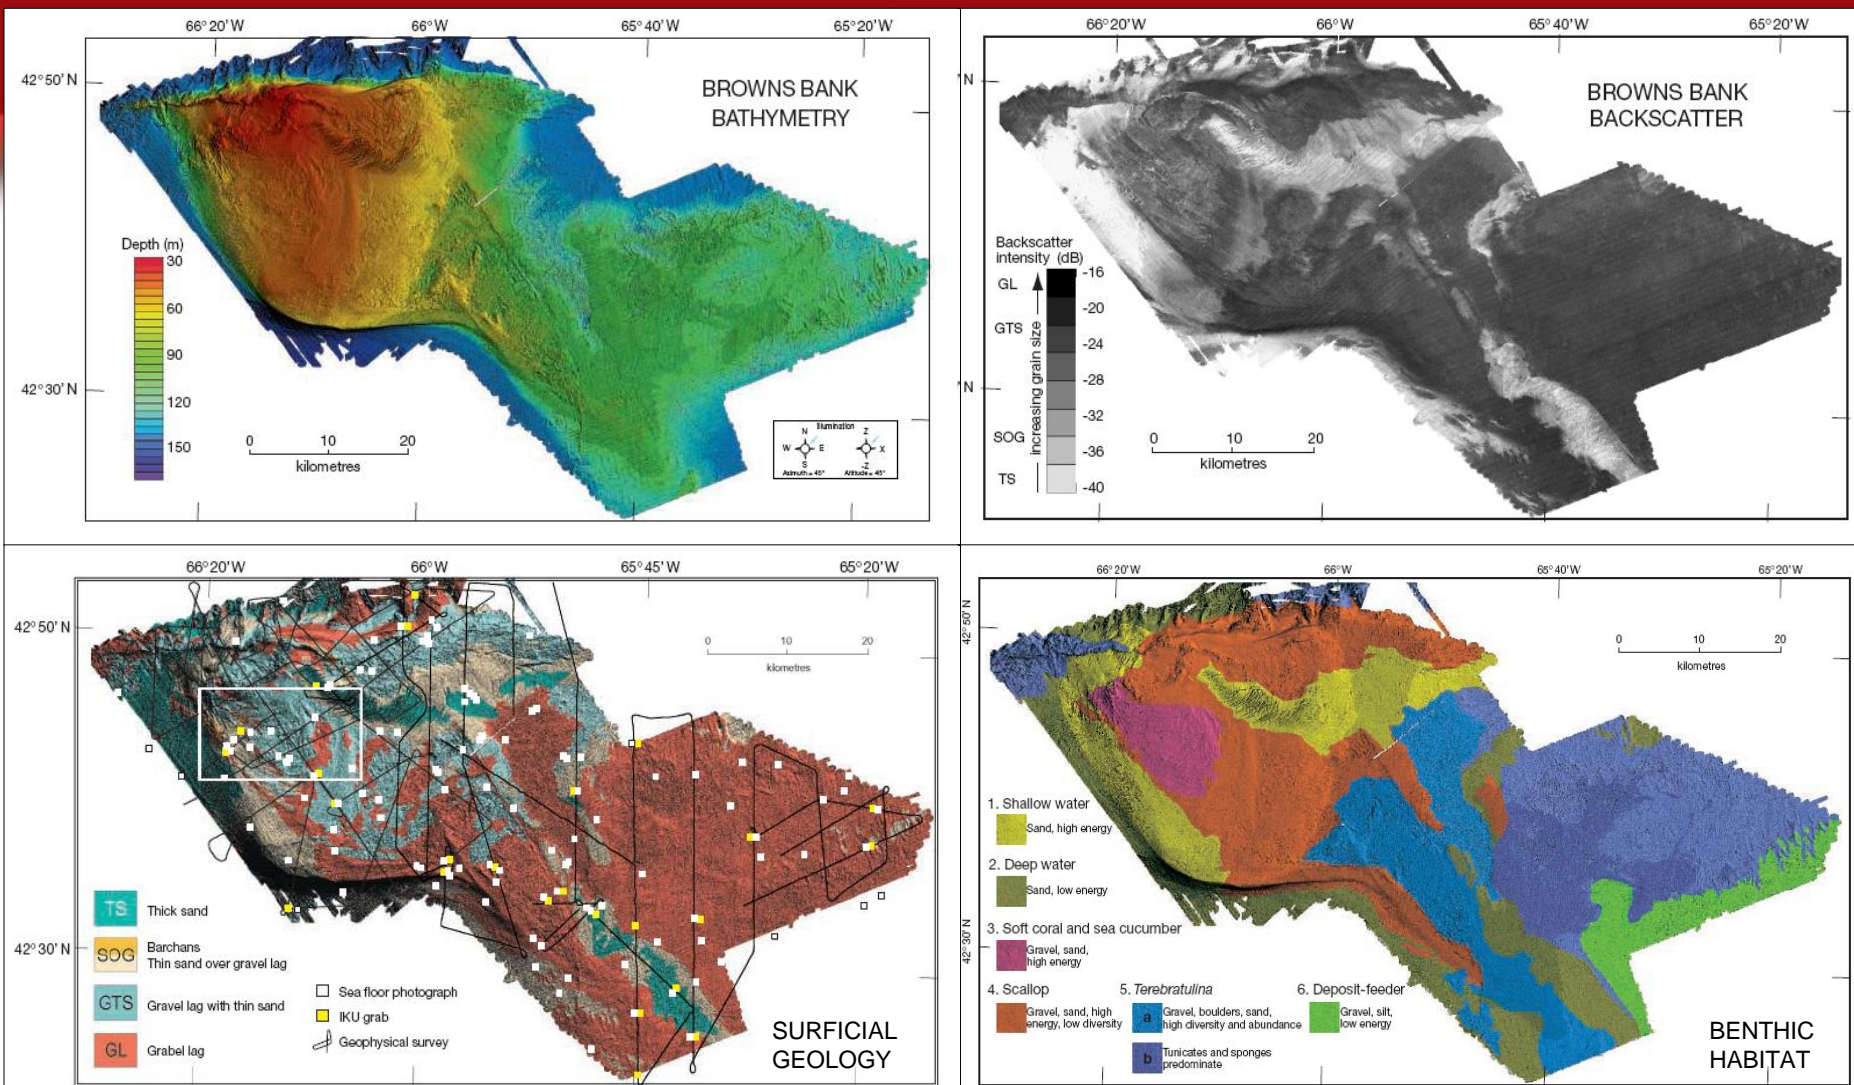 66°20'W 66°W 65°40'W 65°20'W
42°50'N
BROWNS BANK
BATHYMETRY
Depth (m)
30
60
90
120
150
42°30'N
0 10 20
kilometres
Illumination
N
W E
S
Azimuth = 45°
Z
X
-Z
Altitude = 45°
66°20'W 66°W 65°40'W 65°20'W
'N
BROWNS BANK
BACKSCATTER
Backscatter
intensity (dB)
GL
GTS
SOG
TS
increasing grain size
-16
-20
-24
-28
-32
-36
-40
'N
0 10 20
kilometres
66°20'W 66°W 65°45'W 65°20'W
42°50'N
0 10 20
kilometres
42°30'N
TS Thick sand
SOG Barchans
Thin sand over gravel lag
GTS Gravel lag with thin sand
GL Grabel lag
Sea floor photograph
IKU grab
Geophysical survey
SURFICIAL
GEOLOGY
66°20'W 66°W 65°40'W 65°20'W
42°50'N
0 10 20
kilometres
1. Shallow water
Sand, high energy
2. Deep water
Sand, low energy
42°30'N
3. Soft coral and sea cucumber
Gravel, sand,
high energy
4. Scallop
Gravel, sand, high
energy, low diversity
5. Terebratulina
a Gravel, boulders, sand,
high diversity and abundance
b Tunicates and sponges
predominate
6. Deposit-feeder
Gravel, silt,
low energy
BENTHIC
HABITAT